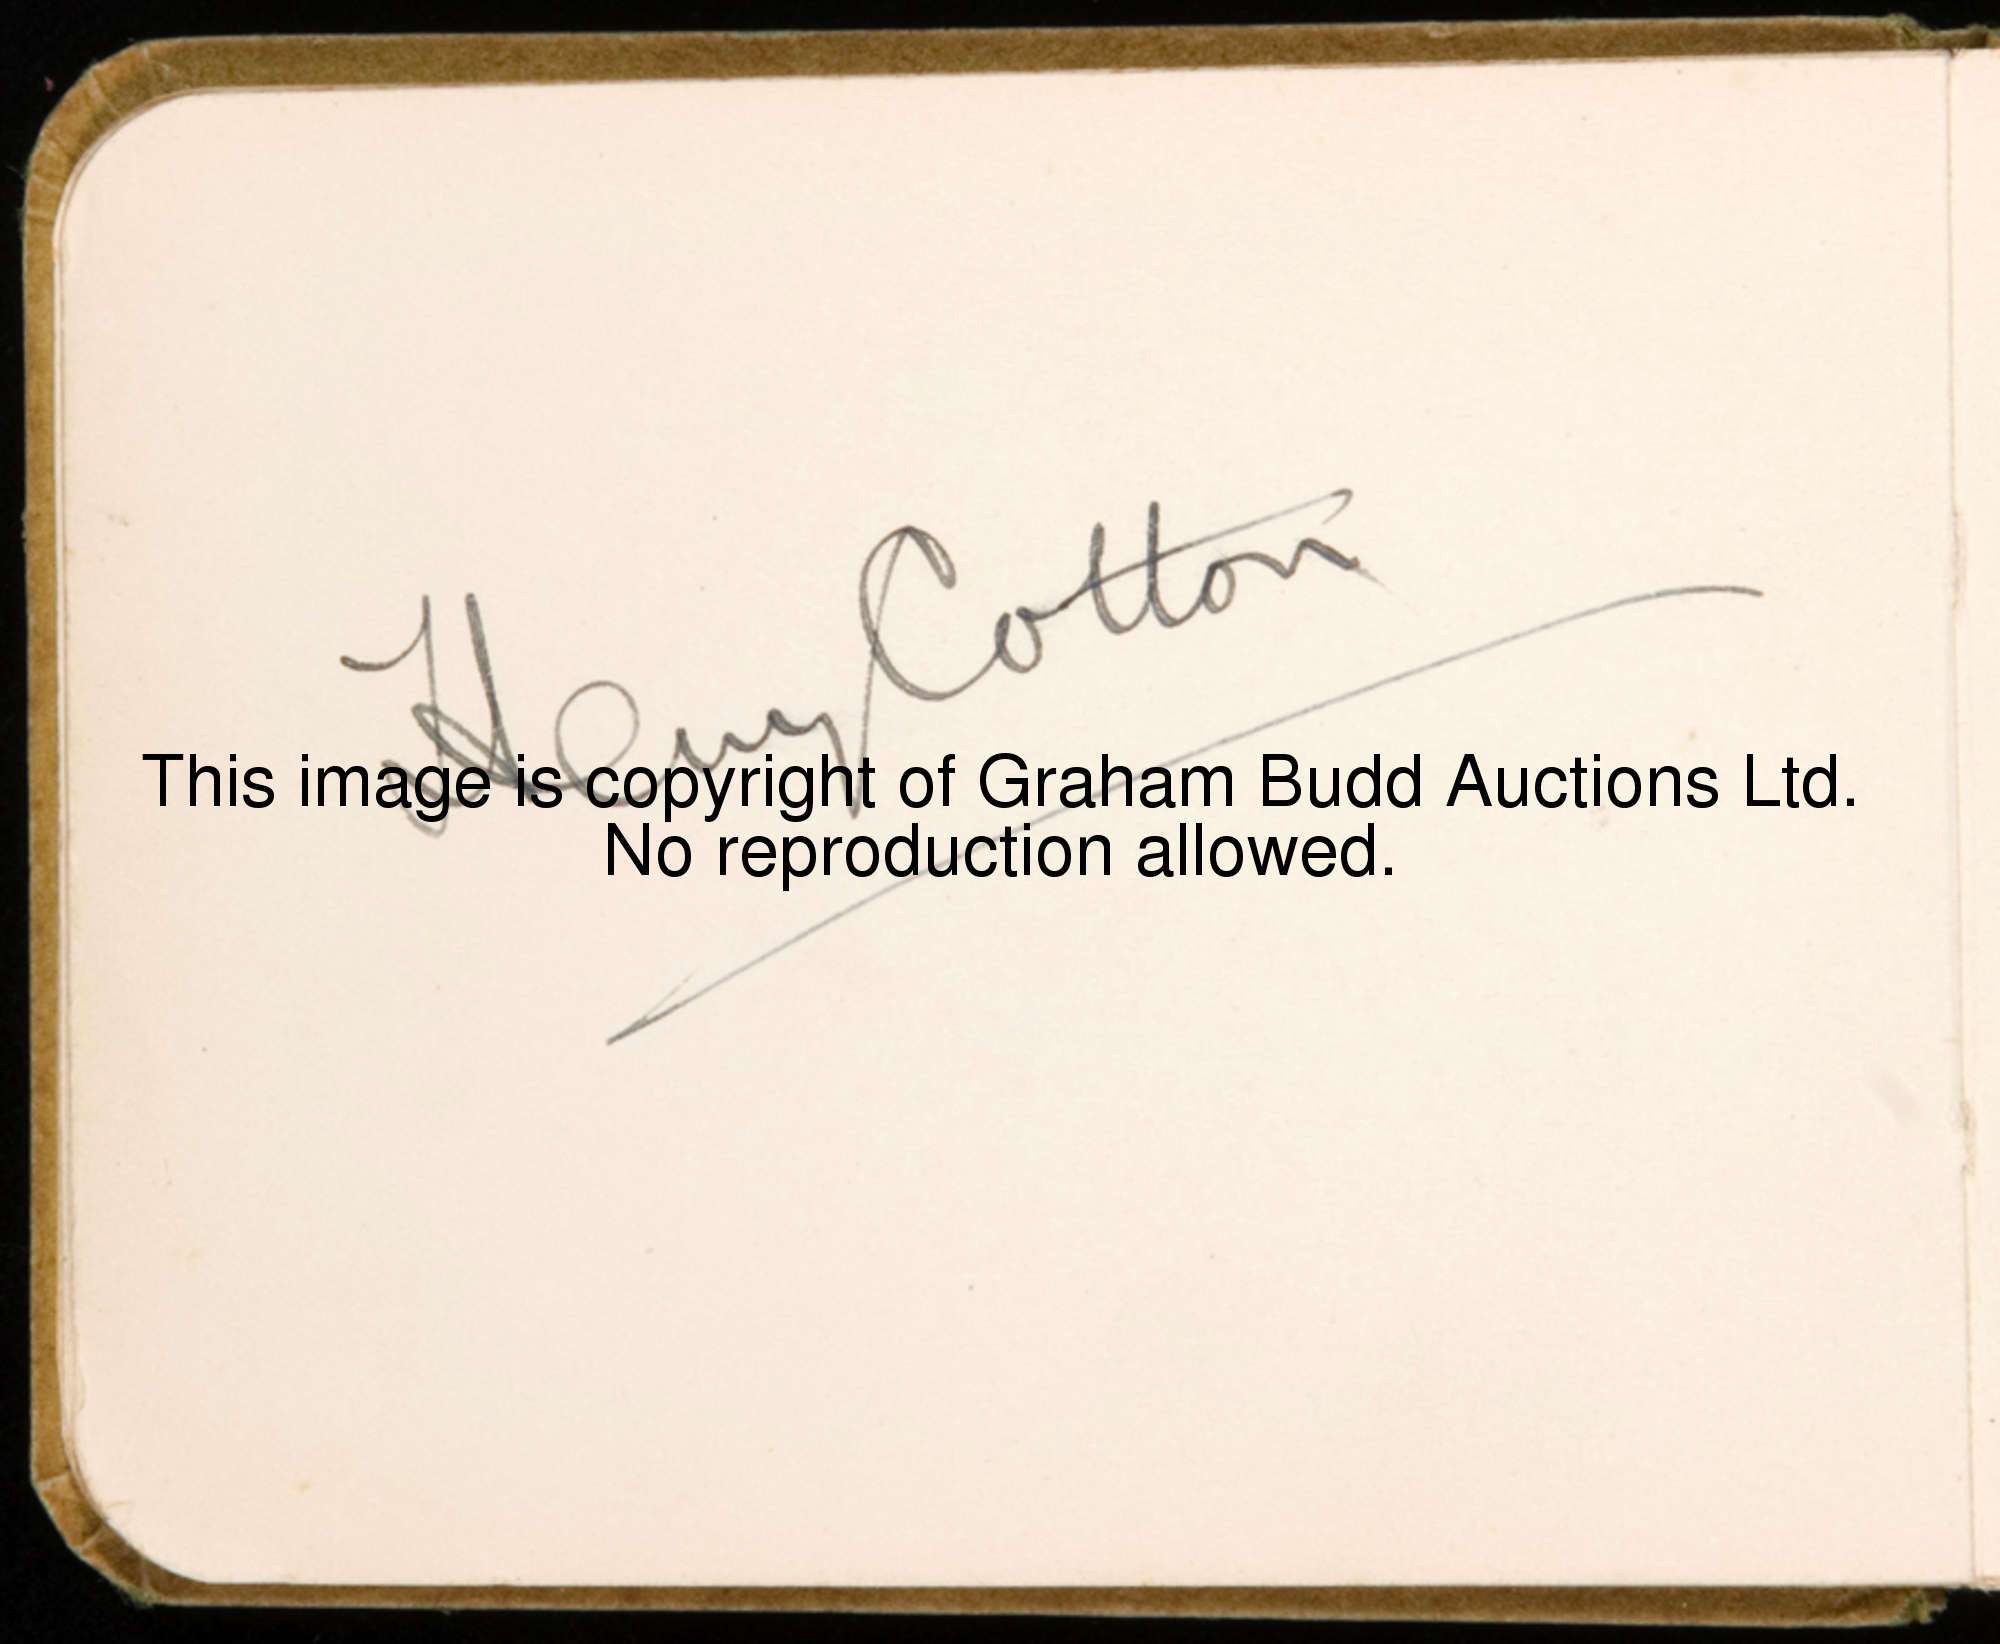 Henry Cotton
This image is copyright of Graham Budd Auctions Ltd.
No reproduction allowed.